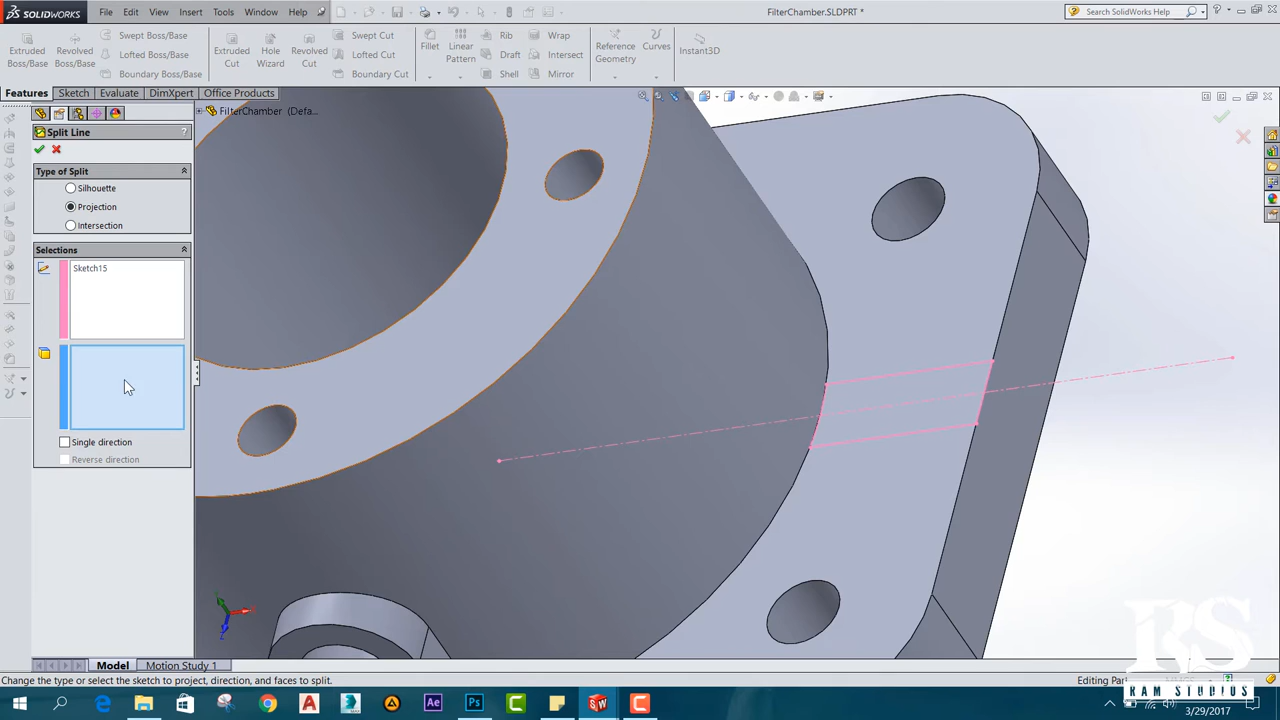 SOLIDWORKS File Edit View Insert Tools Window Help
FilterChamber.SLDPRT *
Search SolidWorks Help
Extruded Boss/Base
Revolved Boss/Base
Swept Boss/Base
Lofted Boss/Base
Boundary Boss/Base
Extruded Cut
Hole Wizard
Revolved Cut
Swept Cut
Lofted Cut
Boundary Cut
Fillet
Linear Pattern
Rib
Draft
Shell
Wrap
Intersect
Mirror
Reference Geometry
Curves
Instant3D
Features Sketch Evaluate DimXpert Office Products
FilterChamber (Defa...
Split Line ?
Type of Split
Silhouette
Projection
Intersection
Selections
Sketch15
Single direction
Reverse direction
Model Motion Study 1
Change the type or select the sketch to project, direction, and faces to split.
Editing Par
RS
RAM STUDIOS
3/29/2017